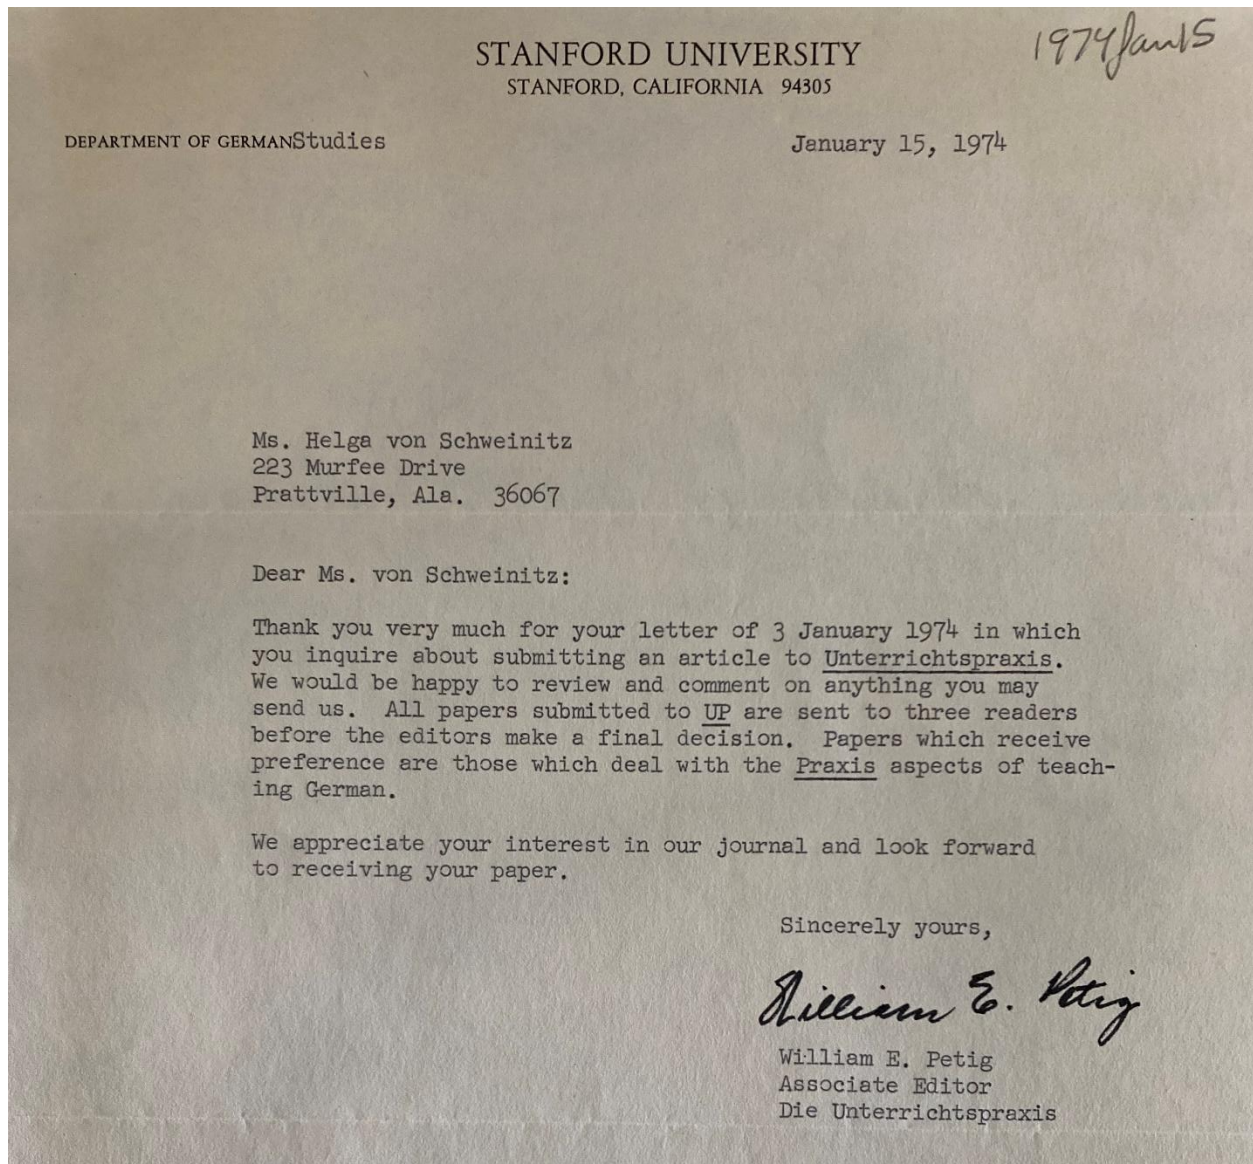 1974Jan15
STANFORD UNIVERSITY
STANFORD, CALIFORNIA 94305
DEPARTMENT OF GERMANStudies
January 15, 1974
Ms. Helga von Schweinitz
223 Murfee Drive
Prattville, Ala. 36067
Dear Ms. von Schweinitz:
Thank you very much for your letter of 3 January 1974 in which
you inquire about submitting an article to Unterrichtspraxis.
We would be happy to review and comment on anything you may
send us. All papers submitted to UP are sent to three readers
before the editors make a final decision. Papers which receive
preference are those which deal with the Praxis aspects of teach-
ing German.
We appreciate your interest in our journal and look forward
to receiving your paper.
Sincerely yours,
William E. Petig
William E. Petig
Associate Editor
Die Unterrichtspraxis